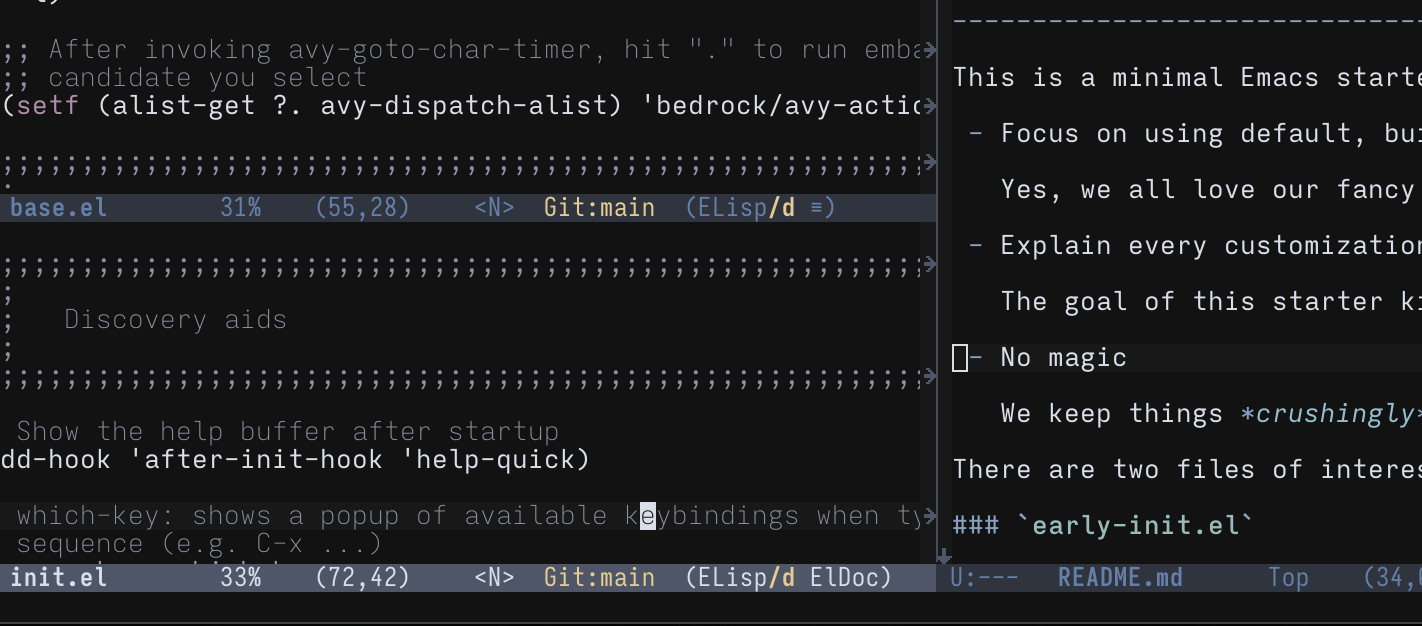 ;; After invoking avy-goto-char-timer, hit "." to run emba
;; candidate you select
(setf (alist-get ?. avy-dispatch-alist) 'bedrock/avy-actio
;;;;;;;;;;;;;;;;;;;;;;;;;;;;;;;;;;;;;;;;;;;;;;;;;;;;;;;;;;
base.el 31% (55,28) <N> Git:main (ELisp/d ≡)
;;;;;;;;;;;;;;;;;;;;;;;;;;;;;;;;;;;;;;;;;;;;;;;;;;;;;;;;;;
;
; Discovery aids
;
;;;;;;;;;;;;;;;;;;;;;;;;;;;;;;;;;;;;;;;;;;;;;;;;;;;;;;;;;;
Show the help buffer after startup
dd-hook 'after-init-hook 'help-quick)
which-key: shows a popup of available keybindings when ty
sequence (e.g. C-x ...)
init.el 33% (72,42) <N> Git:main (ELisp/d ElDoc)
-----------------------------
This is a minimal Emacs starte
- Focus on using default, bui
Yes, we all love our fancy
- Explain every customization
The goal of this starter ki
- No magic
We keep things *crushingly*
There are two files of interes
### `early-init.el`
U:--- README.md Top (34,0